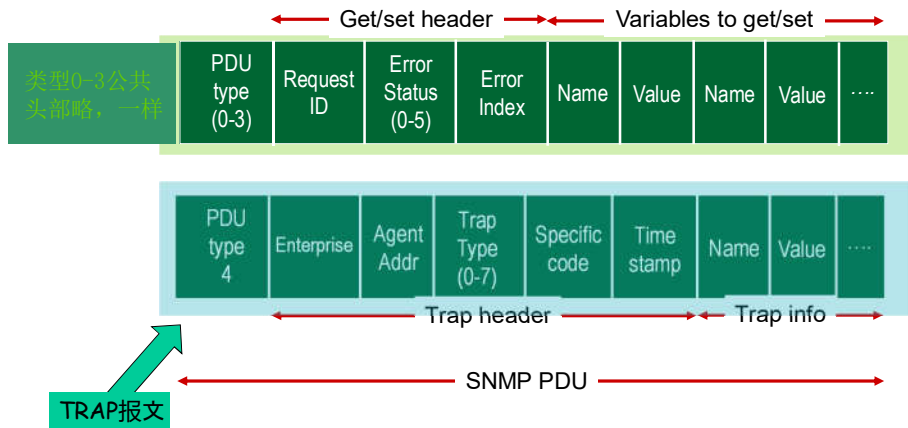 Get/set header
Variables to get/set
类型0-3公共
头部略，一样
PDU
type
(0-3)
Request
ID
Error
Status
(0-5)
Error
Index
Name
Value
Name
Value
....
PDU
type
4
Enterprise
Agent
Addr
Trap
Type
(0-7)
Specific
code
Time
stamp
Name
Value
....
Trap header
Trap info
SNMP PDU
TRAP报文